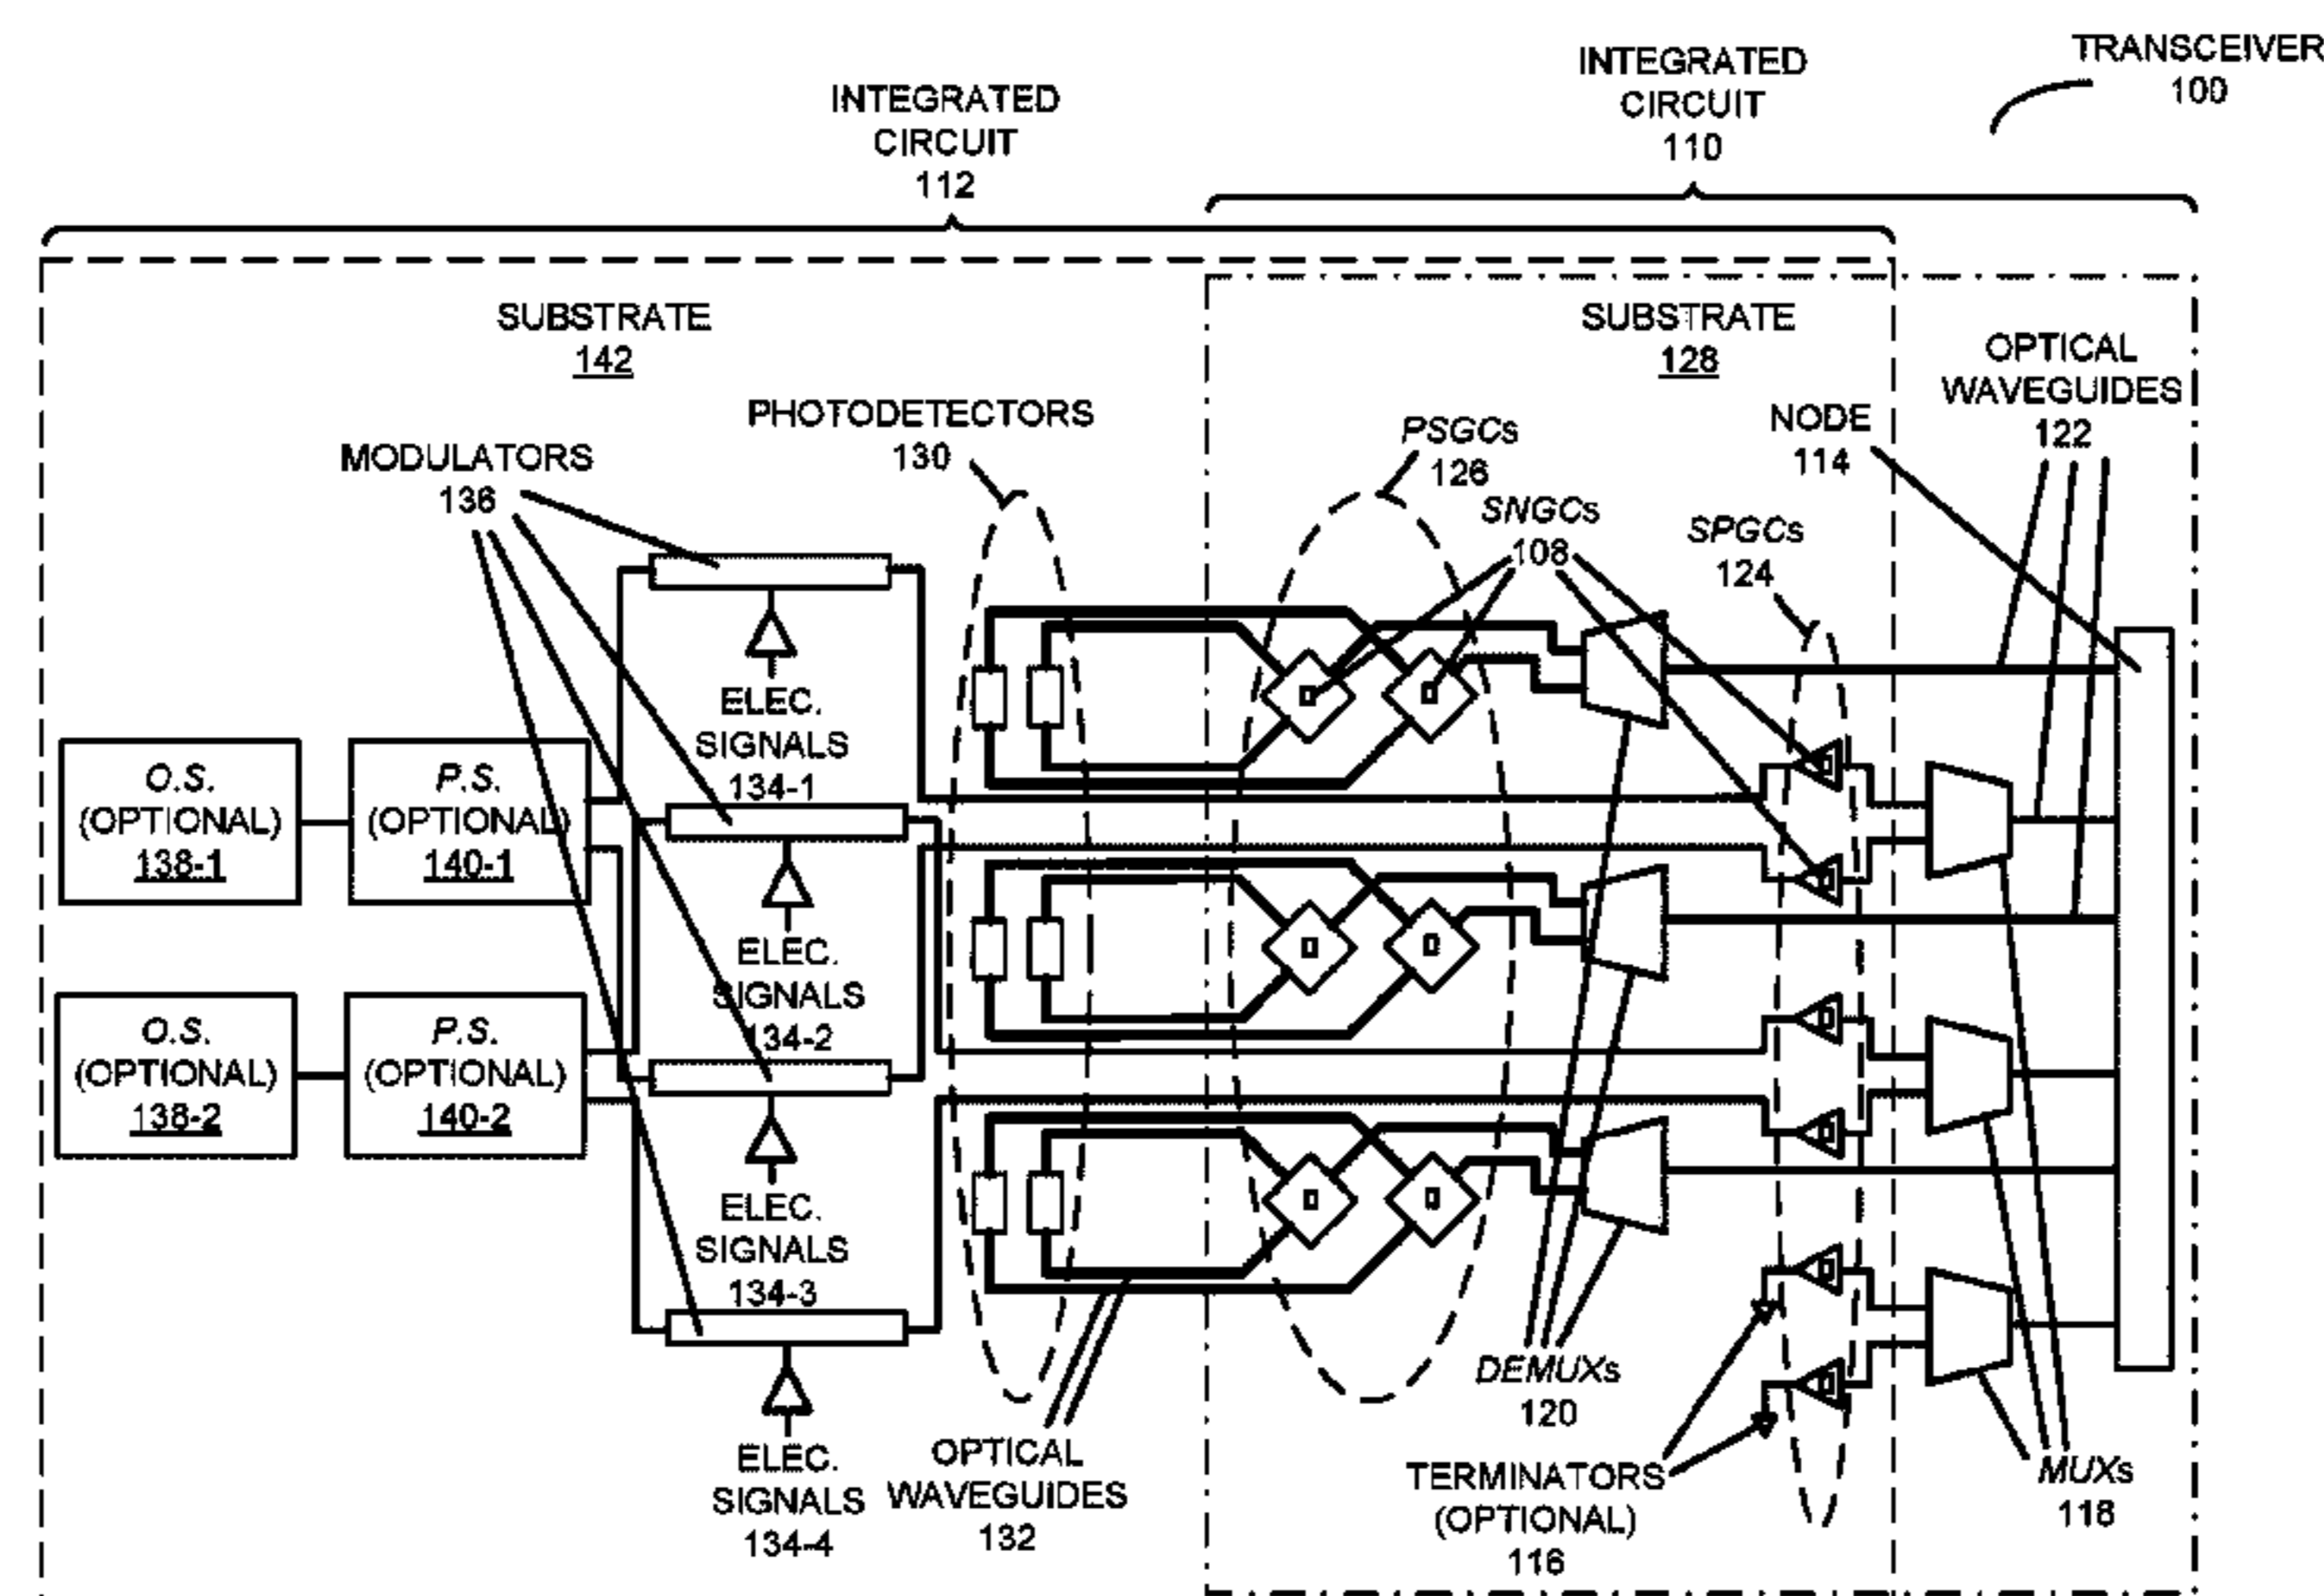 TRANSCEIVER
100
INTEGRATED
CIRCUIT
110
INTEGRATED
CIRCUIT
112
SUBSTRATE
142
SUBSTRATE
128
OPTICAL
WAVEGUIDES
122
NODE
114
PHOTODETECTORS
130
PSGCs
126
MODULATORS
136
SNGCs
108
SPGCs
124
ELEC.
SIGNALS
134-1
O.S.
(OPTIONAL)
138-1
P.S.
(OPTIONAL)
140-1
ELEC.
SIGNALS
134-2
O.S.
(OPTIONAL)
138-2
P.S.
(OPTIONAL)
140-2
ELEC.
SIGNALS
134-3
DEMUXs
120
ELEC.
SIGNALS
134-4
OPTICAL
WAVEGUIDES
132
TERMINATORS
(OPTIONAL)
116
MUXs
118